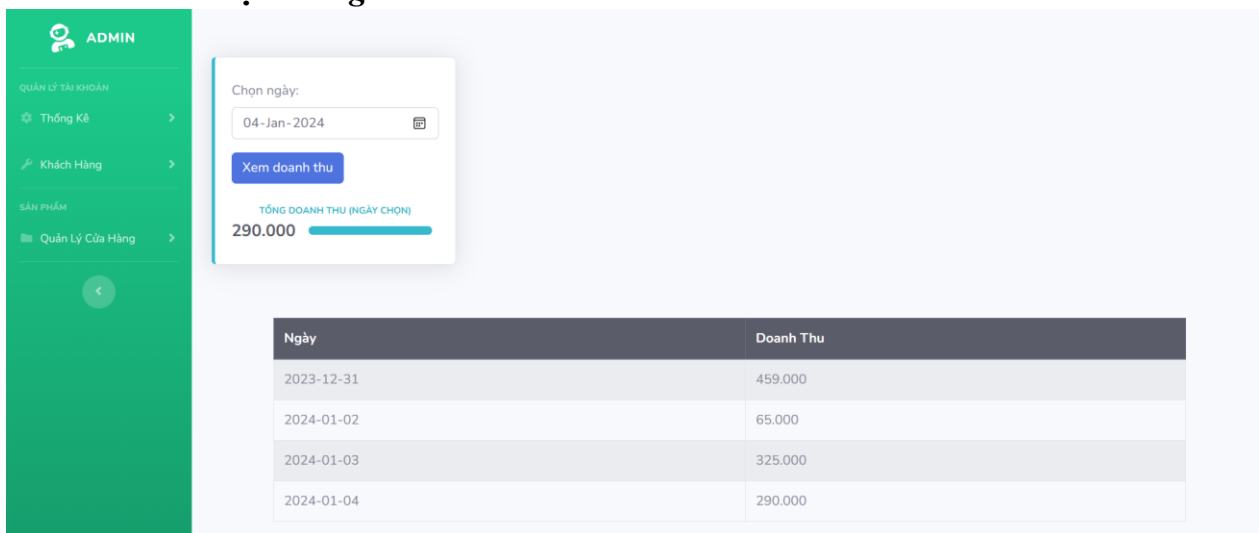 ADMIN
QUẢN LÝ TÀI KHOẢN
Thống Kê
Khách Hàng
SẢN PHẨM
Quản Lý Cửa Hàng
Chọn ngày:
04-Jan-2024
Xem doanh thu
TỔNG DOANH THU (NGÀY CHỌN)
290.000
Ngày Doanh Thu
2023-12-31 459.000
2024-01-02 65.000
2024-01-03 325.000
2024-01-04 290.000